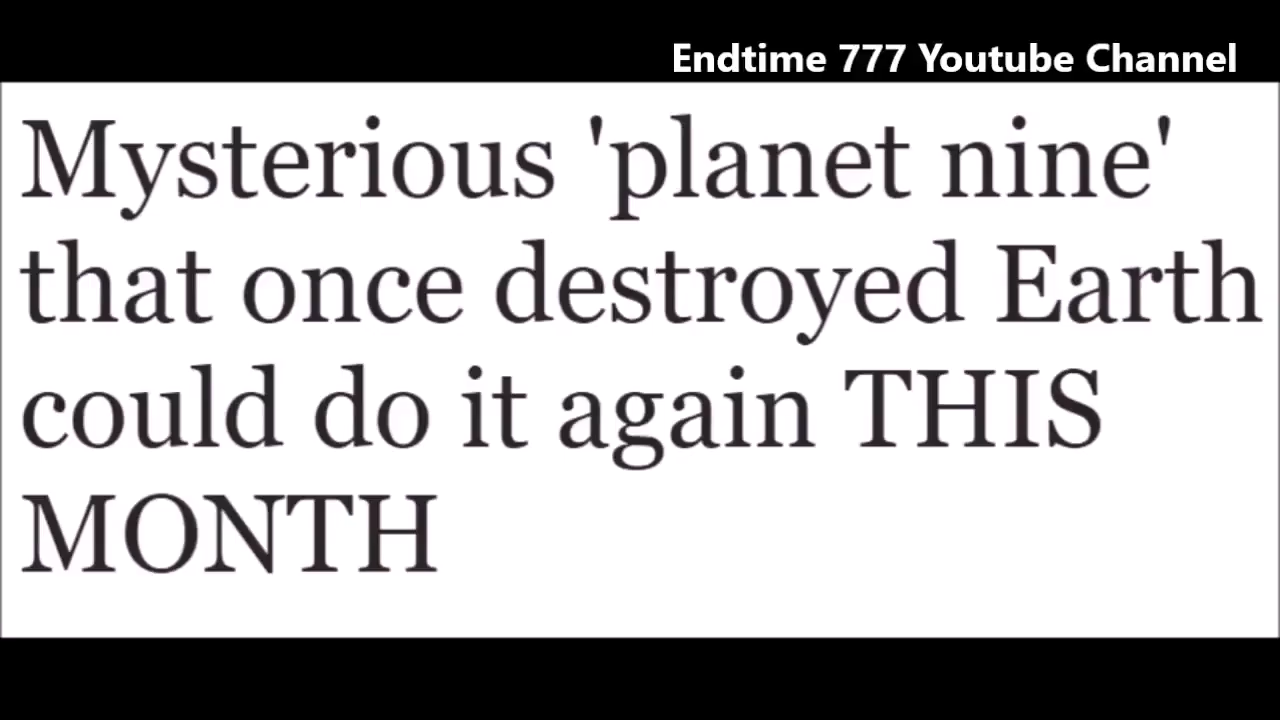 Endtime 777 Youtube Channel
Mysterious 'planet nine'
that once destroyed Earth
could do it again THIS
MONTH